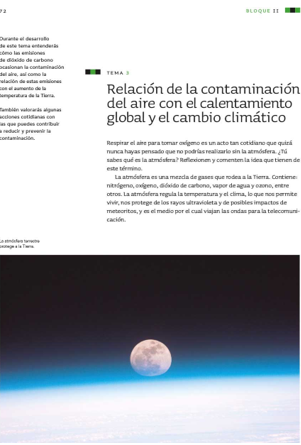 72
BLOQUE II
Durante el desarrollo
de este tema entenderás
cómo las emisiones
de dióxido de carbono
ocasionan la contaminación
del aire, así como la
relación de estas emisiones
con el aumento de la
temperatura de la Tierra.
También valorarás algunas
acciones cotidianas con
las que puedes contribuir
a reducir y prevenir la
contaminación.
TEMA 3
Relación de la contaminación
del aire con el calentamiento
global y el cambio climático
Respirar el aire para tomar oxígeno es un acto tan cotidiano que quizá
nunca hayas pensado que no podrías realizarlo sin la atmósfera. ¿Tú
sabes qué es la atmósfera? Reflexionen y comenten la idea que tienen de
este término.
La atmósfera es una mezcla de gases que rodea a la Tierra. Contiene:
nitrógeno, oxígeno, dióxido de carbono, vapor de agua y ozono, entre
otros. La atmósfera regula la temperatura y el clima, lo que nos permite
vivir, nos protege de los rayos ultravioleta y de posibles impactos de
meteoritos, y es el medio por el cual viajan las ondas para la telecomuni-
cación.
La atmósfera terrestre
protege a la Tierra.